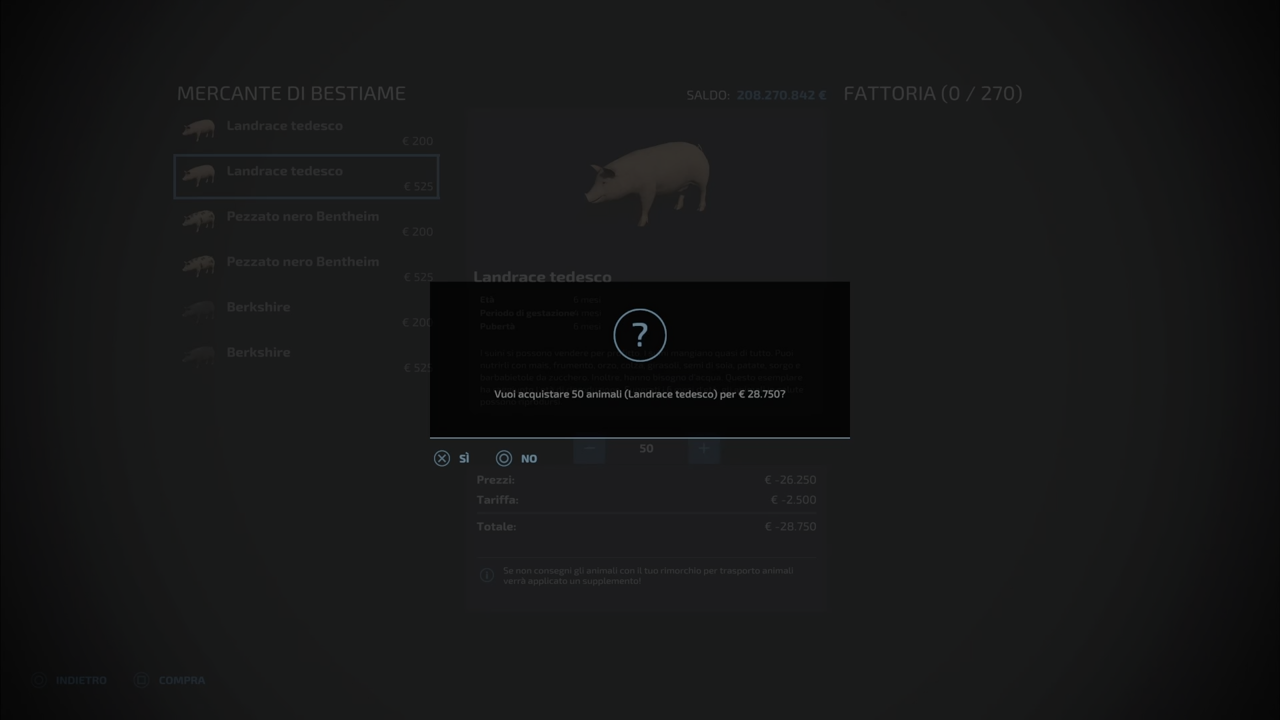 MERCANTE DI BESTIAME
SALDO: 208.270.842 €
FATTORIA (0 / 270)
Landrace tedesco
€ 200
Landrace tedesco
€ 525
Pezzato nero Bentheim
€ 200
Pezzato nero Bentheim
€ 525
Berkshire
€ 200
Berkshire
€ 525
Landrace tedesco
Età
Periodo di gestazione
Pubertà
?
Vuoi acquistare 50 animali (Landrace tedesco) per € 28.750?
SÌ NO
− 50 +
Prezzi: € -26.250
Tariffa: € -2.500
Totale: € -28.750
Se non consegni gli animali con il tuo rimorchio per trasporto animali
verrà applicato un supplemento!
INDIETRO COMPRA